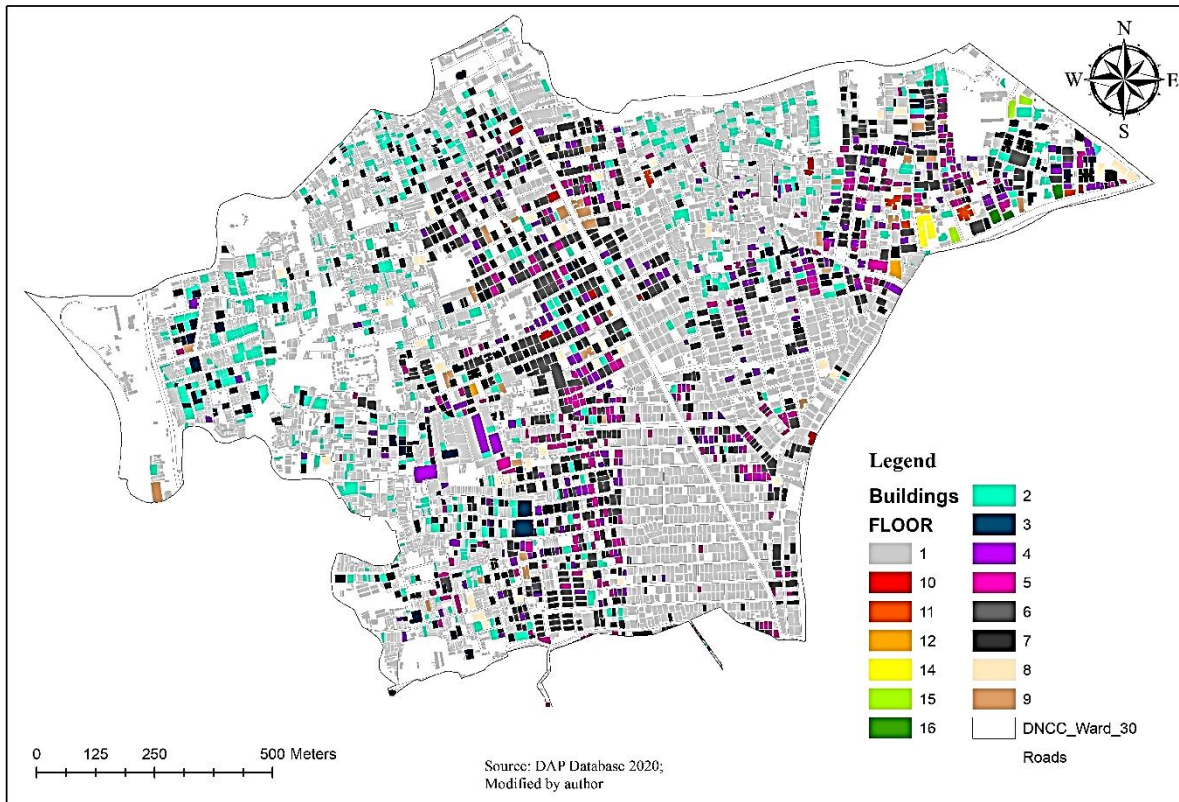 N
W E
S
Legend
Buildings
FLOOR
1
10
11
12
14
15
16
2
3
4
5
6
7
8
9
DNCC_Ward_30
Roads
0 125 250 500 Meters
Source: DAP Database 2020;
Modified by author